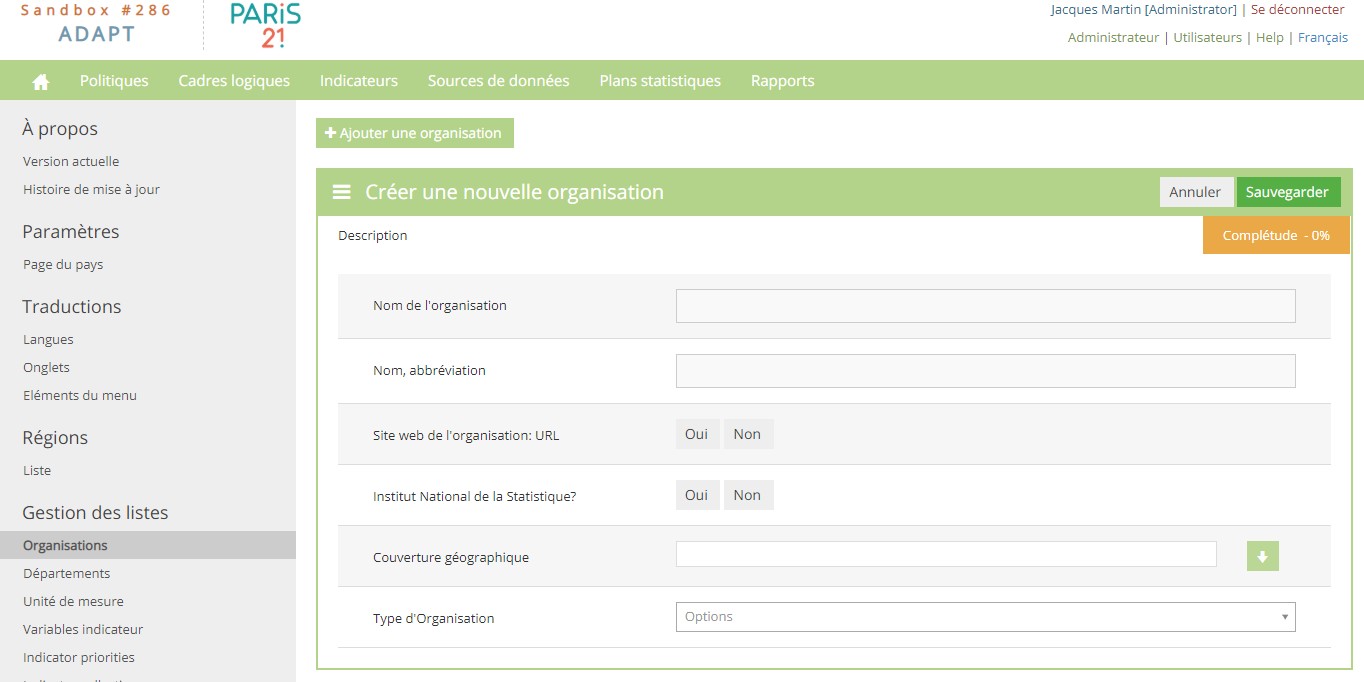 Sandbox #286
ADAPT
PARiS
21!
Jacques Martin [Administrator] | Se déconnecter
Administrateur | Utilisateurs | Help | Français
Politiques Cadres logiques Indicateurs Sources de données Plans statistiques Rapports
À propos
Version actuelle
Histoire de mise à jour
Paramètres
Page du pays
Traductions
Langues
Onglets
Eléments du menu
Régions
Liste
Gestion des listes
Organisations
Départements
Unité de mesure
Variables indicateur
Indicator priorities
Ajouter une organisation
Créer une nouvelle organisation
Annuler Sauvegarder
Description
Complétude - 0%
Nom de l'organisation
Nom, abbréviation
Site web de l'organisation: URL Oui Non
Institut National de la Statistique? Oui Non
Couverture géographique
Type d'Organisation Options